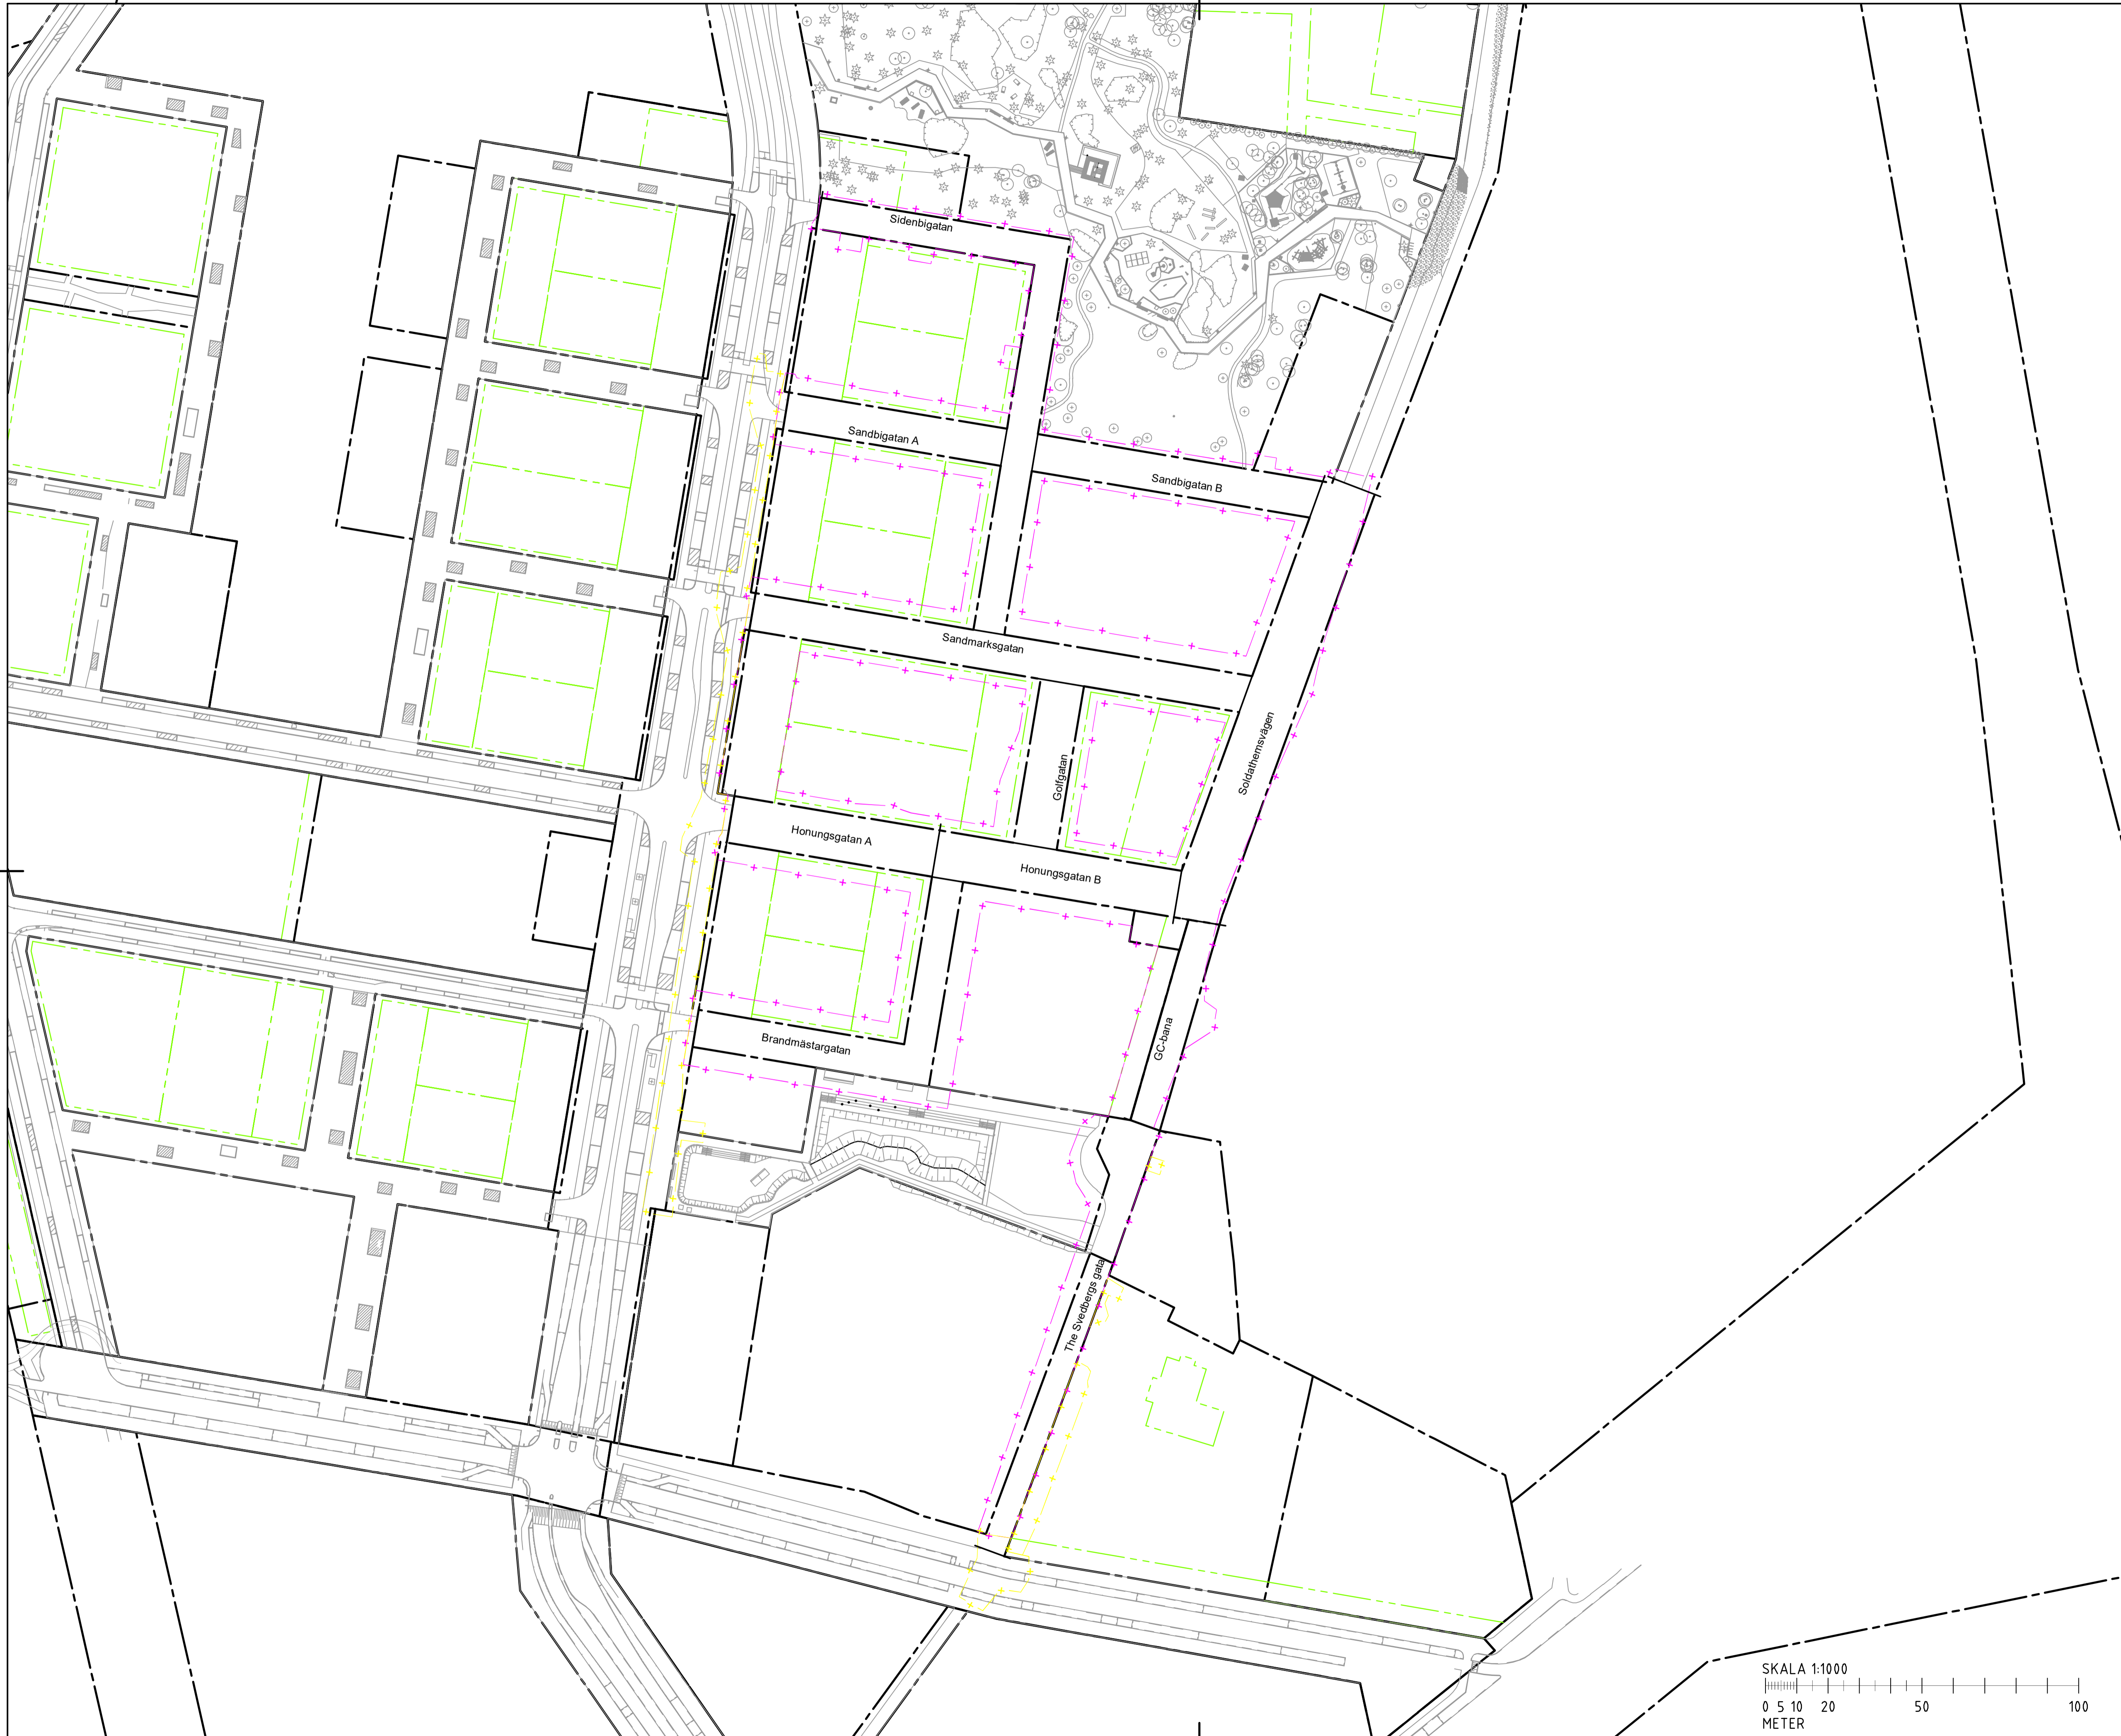 Sidenbigatan
Sandbigatan A
Sandbigatan B
Sandmarksgatan
Soldathemsvägen
Golfgatan
Honungsgatan A
Honungsgatan B
GC-bana
Brandmästargatan
The Svedbergs gata
SKALA 1:1000
0 5 10 20 50 100
METER